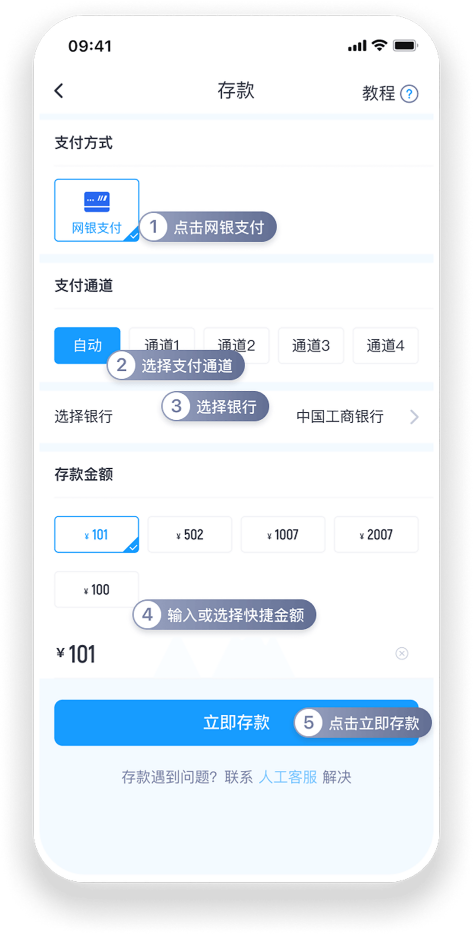 09:41
存款
教程 ?
支付方式
网银支付
1 点击网银支付
支付通道
自动 通道1 通道2 通道3 通道4
2 选择支付通道
选择银行 3 选择银行 中国工商银行
存款金额
¥ 101 ¥ 502 ¥ 1007 ¥ 2007
¥ 100
4 输入或选择快捷金额
¥ 101
立即存款 5 点击立即存款
存款遇到问题？联系 人工客服 解决